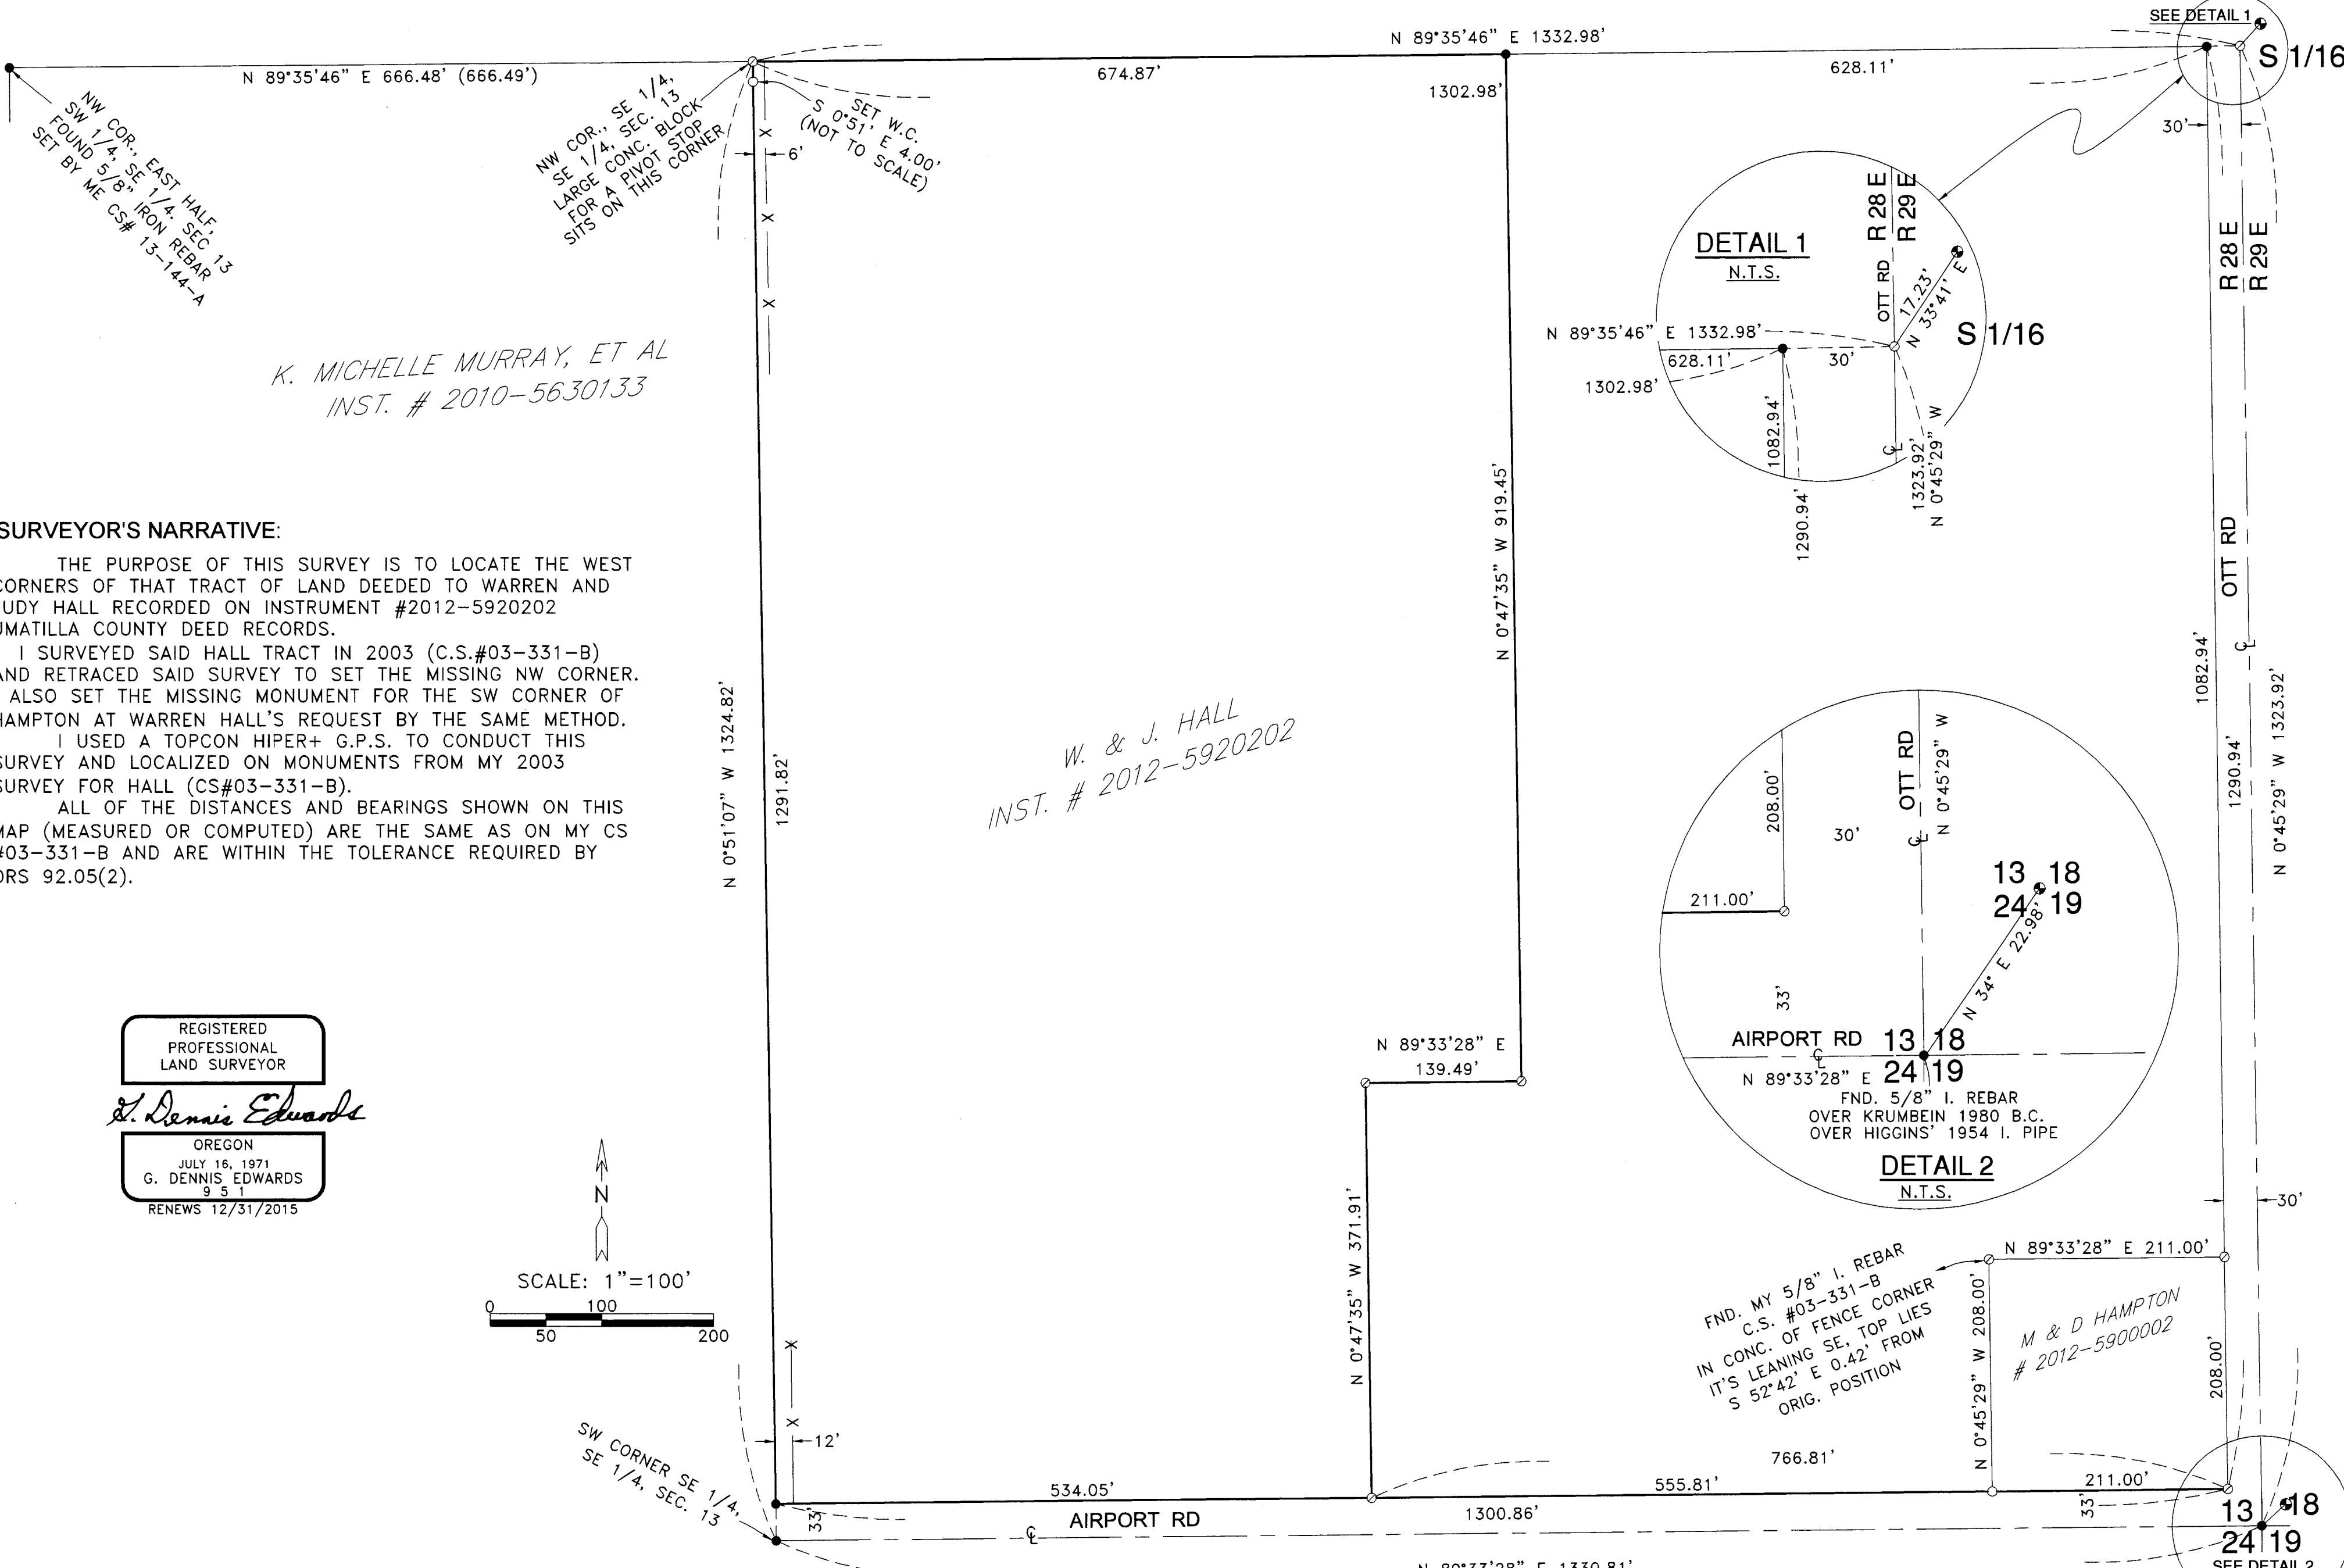 SEE DETAIL 1
N 89°35'46" E 1332.98'
S 1/16
N 89°35'46" E 666.48' (666.49')
674.87'
628.11'
1302.98'
30'
NW COR., EAST HALF,
SW 1/4, SE 1/4. SEC 13
FOUND 5/8" IRON REBAR
SET BY ME CS# 13-144-A
NW COR., SE 1/4,
SE 1/4, SEC. 13
LARGE CONC. BLOCK
FOR A PIVOT STOP
SITS ON THIS CORNER
SET W.C.
S 0°51' E 4.00'
(NOT TO SCALE)
6'
X
X
X
DETAIL 1
N.T.S.
R 28 E
R 29 E
OTT RD
17.23'
N 33°41' E
S 1/16
N 89°35'46" E 1332.98'
628.11'
30'
1302.98'
1082.94'
1290.94'
1323.92'
N 0°45'29" W
R 28 E
R 29 E
K. MICHELLE MURRAY, ET AL
INST. # 2010-5630133
SURVEYOR'S NARRATIVE:
THE PURPOSE OF THIS SURVEY IS TO LOCATE THE WEST
CORNERS OF THAT TRACT OF LAND DEEDED TO WARREN AND
UDY HALL RECORDED ON INSTRUMENT #2012-5920202
UMATILLA COUNTY DEED RECORDS.
I SURVEYED SAID HALL TRACT IN 2003 (C.S.#03-331-B)
AND RETRACED SAID SURVEY TO SET THE MISSING NW CORNER.
ALSO SET THE MISSING MONUMENT FOR THE SW CORNER OF
HAMPTON AT WARREN HALL'S REQUEST BY THE SAME METHOD.
I USED A TOPCON HIPER+ G.P.S. TO CONDUCT THIS
SURVEY AND LOCALIZED ON MONUMENTS FROM MY 2003
SURVEY FOR HALL (CS#03-331-B).
ALL OF THE DISTANCES AND BEARINGS SHOWN ON THIS
MAP (MEASURED OR COMPUTED) ARE THE SAME AS ON MY CS
#03-331-B AND ARE WITHIN THE TOLERANCE REQUIRED BY
ORS 92.05(2).
N 0°51'07" W 1324.82'
1291.82'
W. & J. HALL
INST. # 2012-5920202
N 0°47'35" W 919.45'
OTT RD
CL
1082.94'
1290.94'
N 0°45'29" W 1323.92'
208.00'
30'
OTT RD
CL
N 0°45'29" W
211.00'
33'
13 18
24 19
N 34° E 22.98'
AIRPORT RD
CL
13 18
24 19
N 89°33'28" E
FND. 5/8" I. REBAR
OVER KRUMBEIN 1980 B.C.
OVER HIGGINS' 1954 I. PIPE
DETAIL 2
N.T.S.
REGISTERED
PROFESSIONAL
LAND SURVEYOR
G. Dennis Edwards
OREGON
JULY 16, 1971
G. DENNIS EDWARDS
9 5 1
RENEWS 12/31/2015
N
SCALE: 1"=100'
0 100
50 200
N 89°33'28" E
139.49'
N 0°47'35" W 371.91'
30'
N 89°33'28" E 211.00'
FND. MY 5/8" I. REBAR
C.S. #03-331-B
IN CONC. OF FENCE CORNER
IT'S LEANING SE, TOP LIES
S 52°42' E 0.42' FROM
ORIG. POSITION
N 0°45'29" W 208.00'
M & D HAMPTON
# 2012-5900002
208.00'
X
X
12'
SW CORNER SE 1/4,
SE 1/4, SEC. 13
33'
534.05'
AIRPORT RD
CL
766.81'
555.81'
1300.86'
211.00'
33'
13 18
24 19
SEE DETAIL 2
N 89°33'28" E 1330.81'